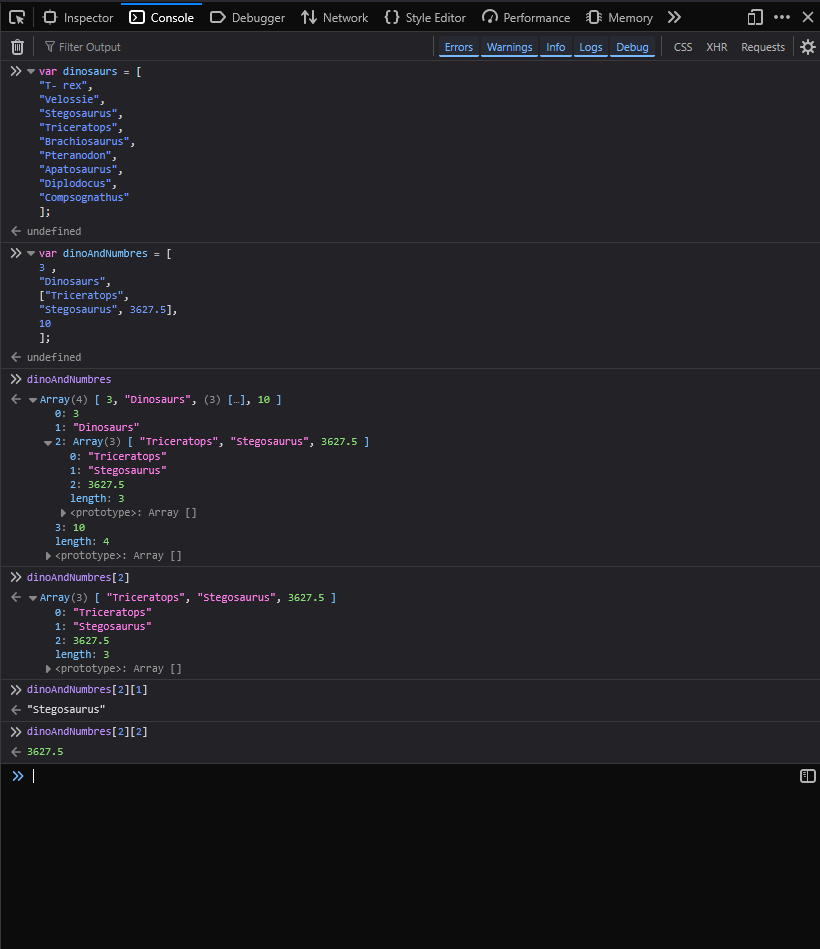 Inspector Console Debugger Network Style Editor Performance Memory
Filter Output Errors Warnings Info Logs Debug CSS XHR Requests
var dinosaurs = [
"T- rex",
"Velossie",
"Stegosaurus",
"Triceratops",
"Brachiosaurus",
"Pteranodon",
"Apatosaurus",
"Diplodocus",
"Compsognathus"
];
undefined
var dinoAndNumbres = [
3 ,
"Dinosaurs",
["Triceratops",
"Stegosaurus", 3627.5],
10
];
undefined
dinoAndNumbres
Array(4) [ 3, "Dinosaurs", (3) […], 10 ]
0: 3
1: "Dinosaurs"
2: Array(3) [ "Triceratops", "Stegosaurus", 3627.5 ]
0: "Triceratops"
1: "Stegosaurus"
2: 3627.5
length: 3
<prototype>: Array []
3: 10
length: 4
<prototype>: Array []
dinoAndNumbres[2]
Array(3) [ "Triceratops", "Stegosaurus", 3627.5 ]
0: "Triceratops"
1: "Stegosaurus"
2: 3627.5
length: 3
<prototype>: Array []
dinoAndNumbres[2][1]
"Stegosaurus"
dinoAndNumbres[2][2]
3627.5